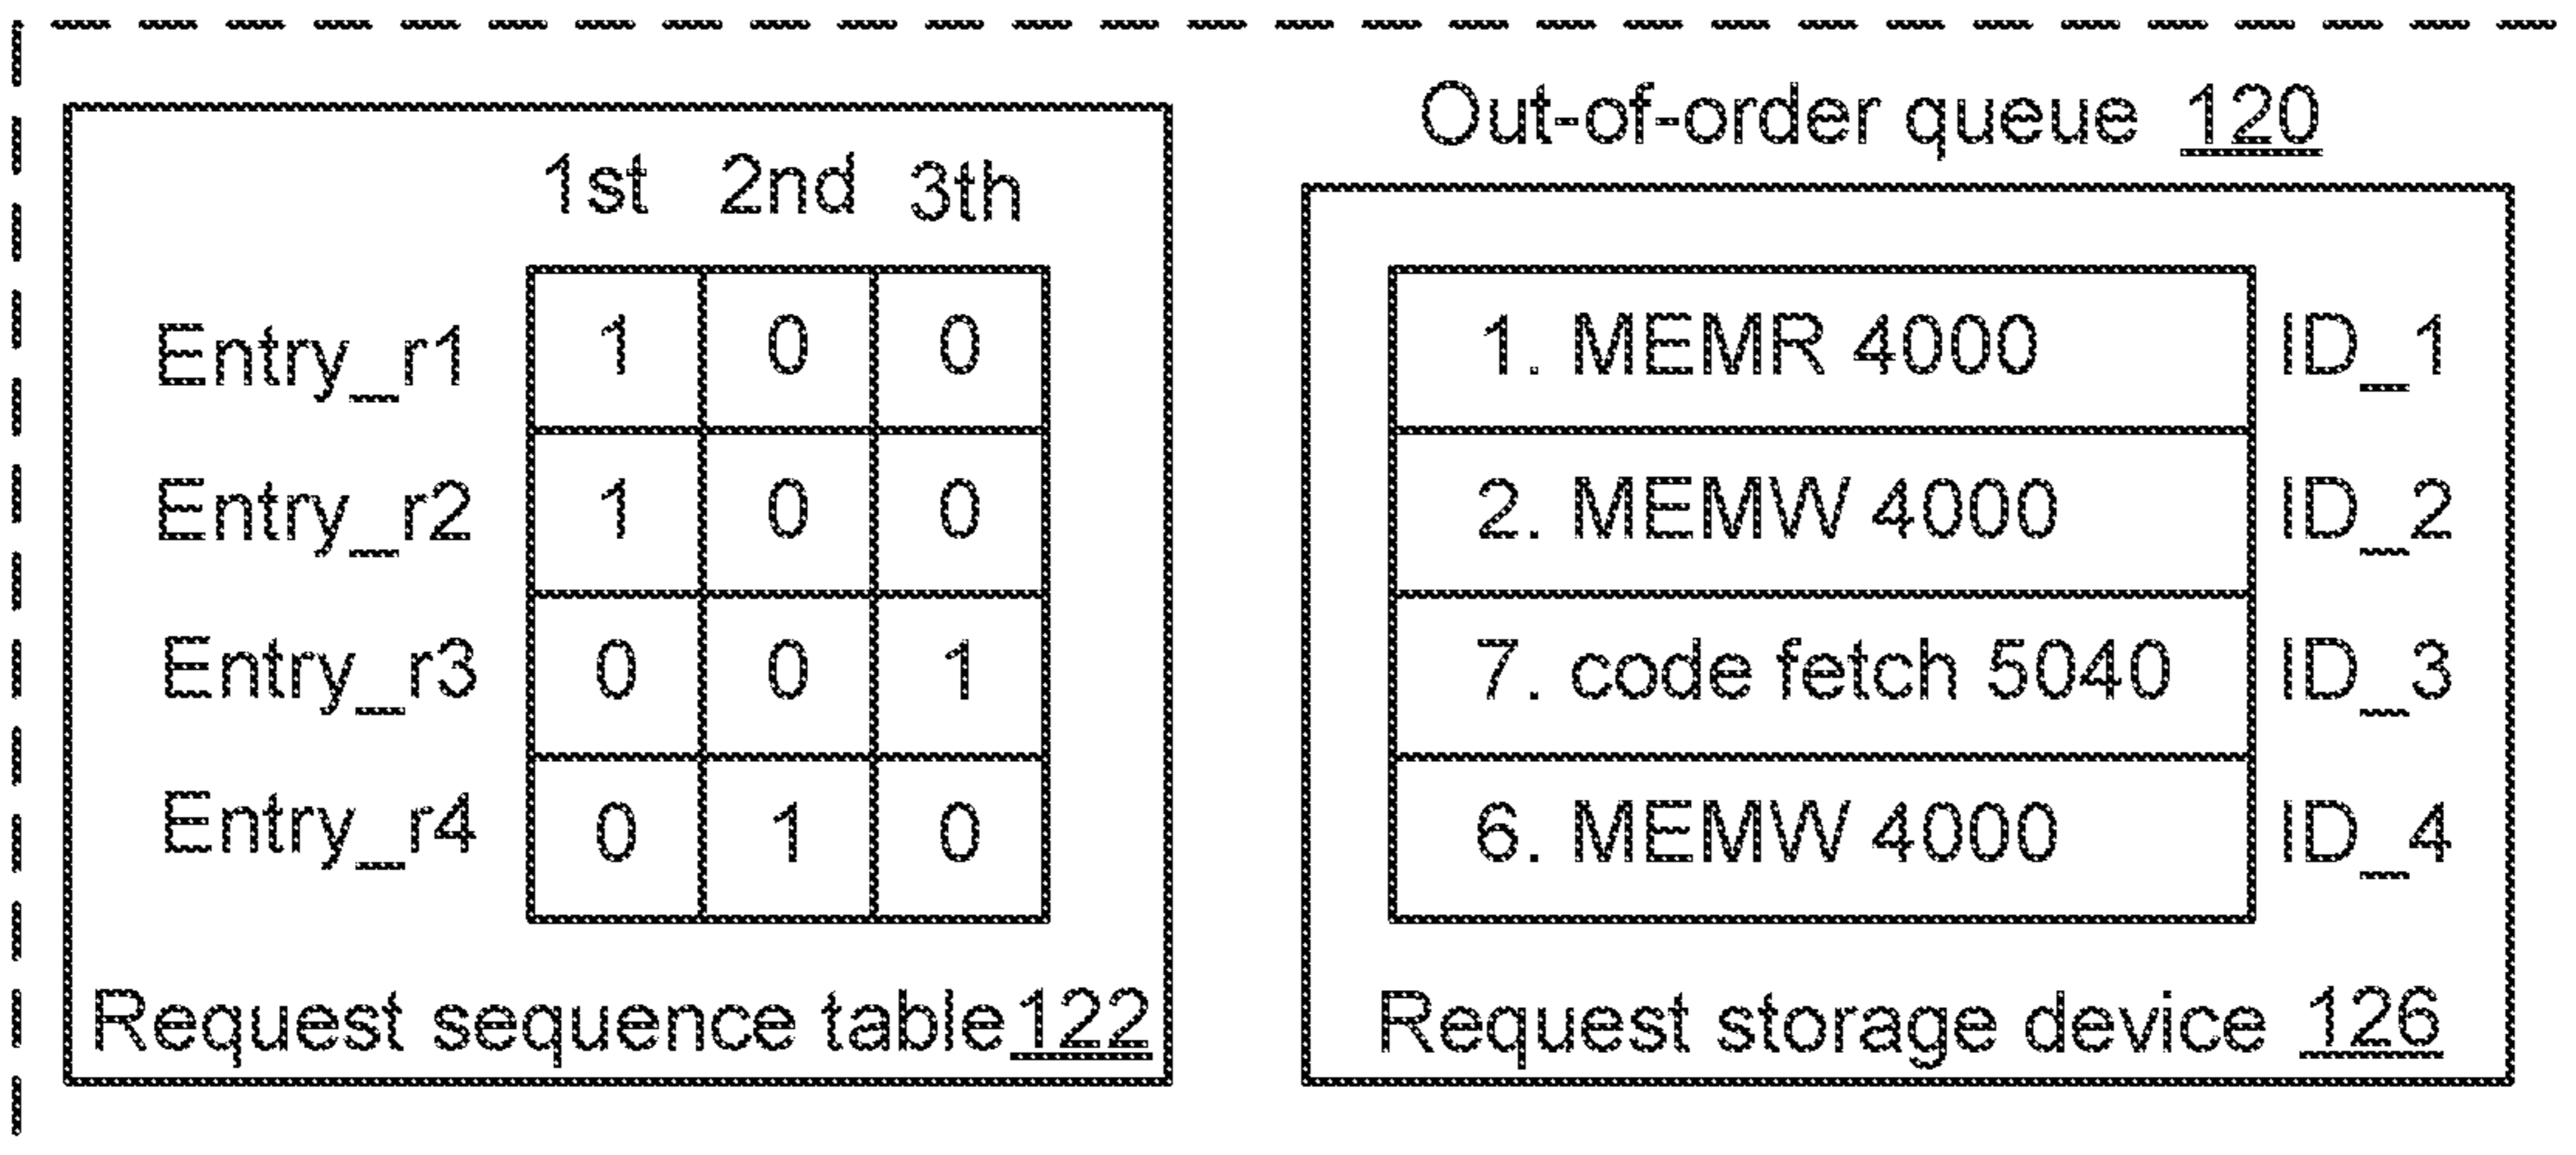 Out-of-order queue 120
1st 2nd 3th
Entry_r1 1 0 0
Entry_r2 1 0 0
Entry_r3 0 0 1
Entry_r4 0 1 0
Request sequence table 122
1. MEMR 4000 ID_1
2. MEMW 4000 ID_2
7. code fetch 5040 ID_3
6. MEMW 4000 ID_4
Request storage device 126